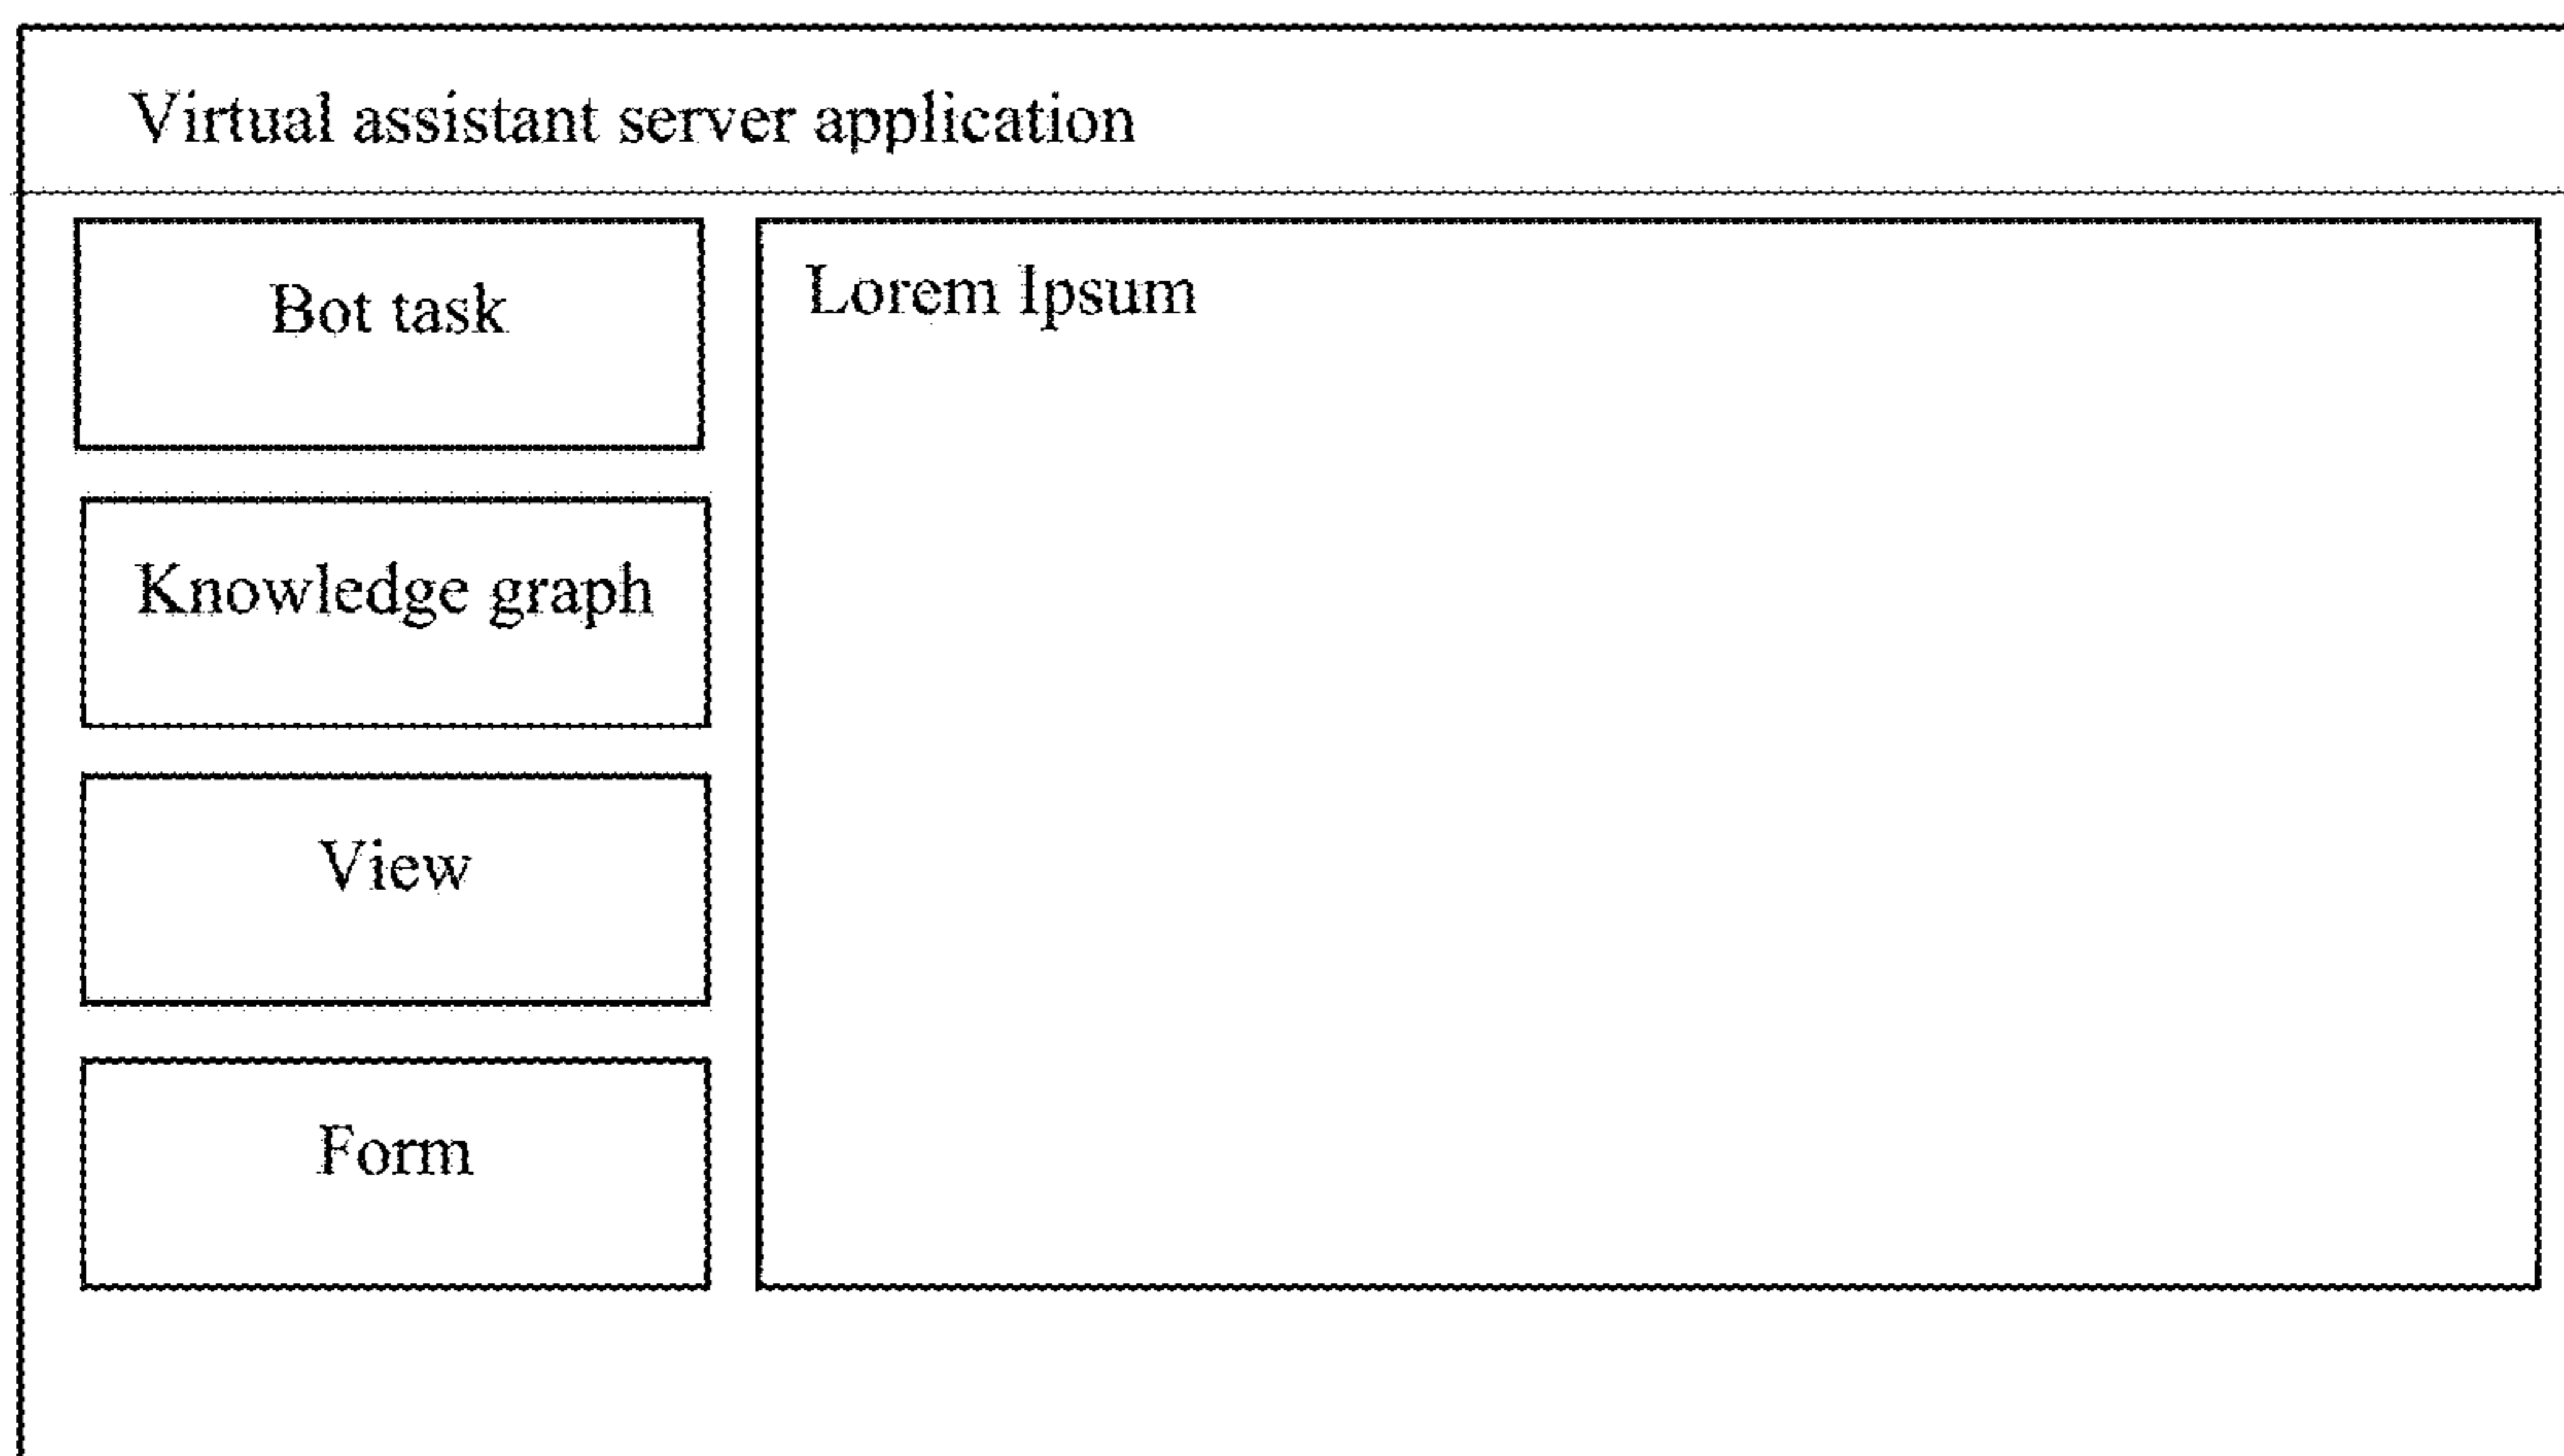 Virtual assistant server application
Bot task
Lorem Ipsum
Knowledge graph
View
Form